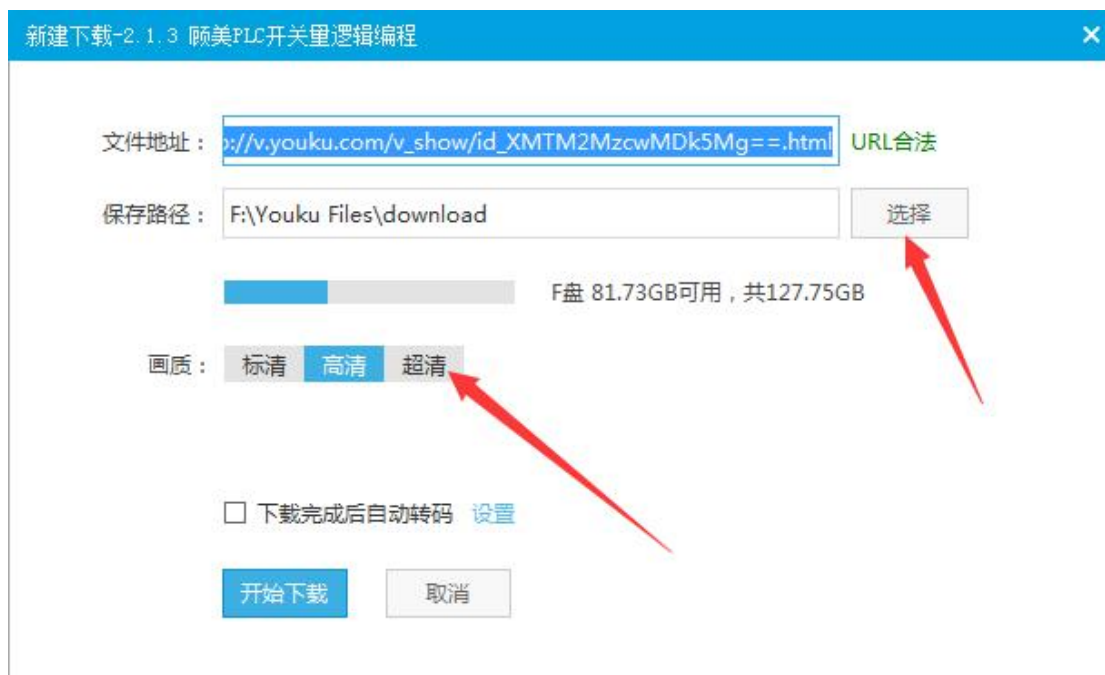 新建下载-2.1.3 顾美PLC开关量逻辑编程
文件地址： p://v.youku.com/v_show/id_XMTM2MzcwMDk5Mg==.html URL合法
保存路径： F:\Youku Files\download 选择
F盘 81.73GB可用，共127.75GB
画质： 标清 高清 超清
下载完成后自动转码 设置
开始下载 取消